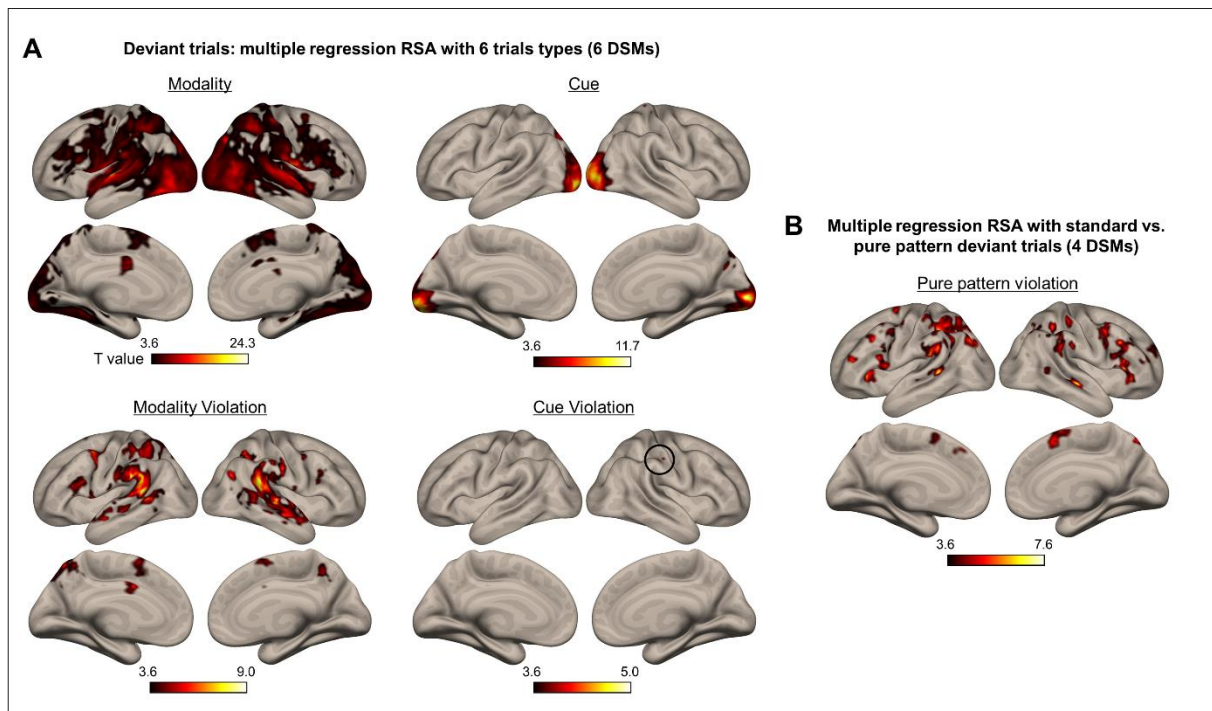 A
Deviant trials: multiple regression RSA with 6 trials types (6 DSMs)
Modality
Cue
3.6 24.3
T value
3.6 11.7
Modality Violation
Cue Violation
3.6 9.0
3.6 5.0
B
Multiple regression RSA with standard vs.
pure pattern deviant trials (4 DSMs)
Pure pattern violation
3.6 7.6